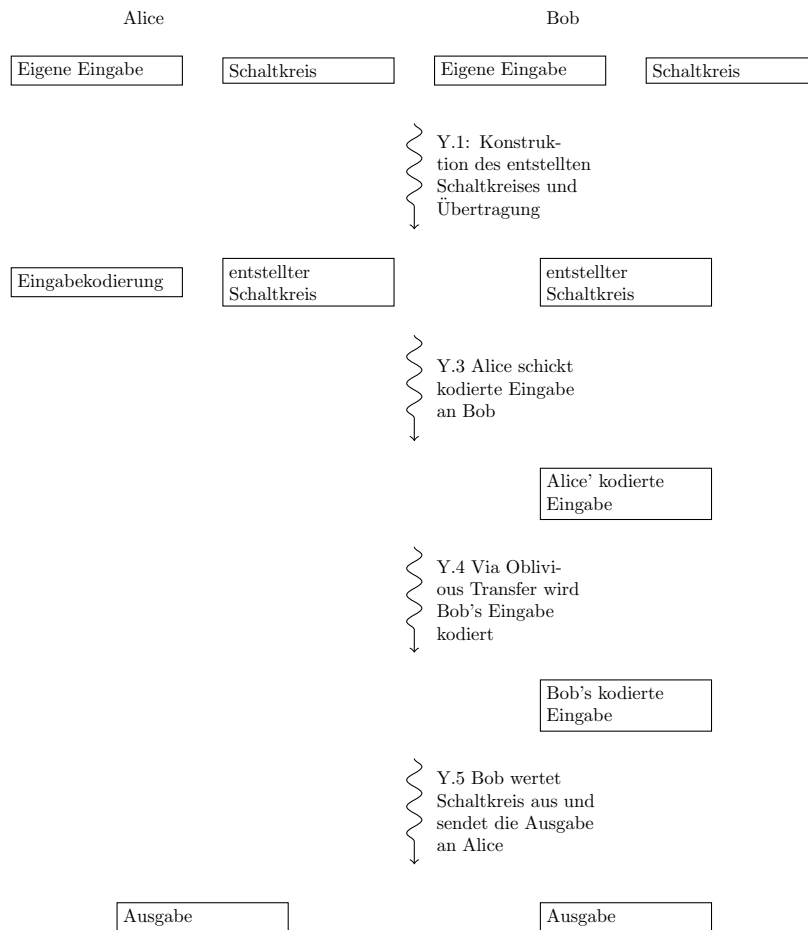 Alice
Bob
Eigene Eingabe
Schaltkreis
Eigene Eingabe
Schaltkreis
Y.1: Konstruk-
tion des entstellten
Schaltkreises und
Übertragung
Eingabekodierung
entstellter
Schaltkreis
entstellter
Schaltkreis
Y.3 Alice schickt
kodierte Eingabe
an Bob
Alice' kodierte
Eingabe
Y.4 Via Oblivi-
ous Transfer wird
Bob's Eingabe
kodiert
Bob's kodierte
Eingabe
Y.5 Bob wertet
Schaltkreis aus und
sendet die Ausgabe
an Alice
Ausgabe
Ausgabe